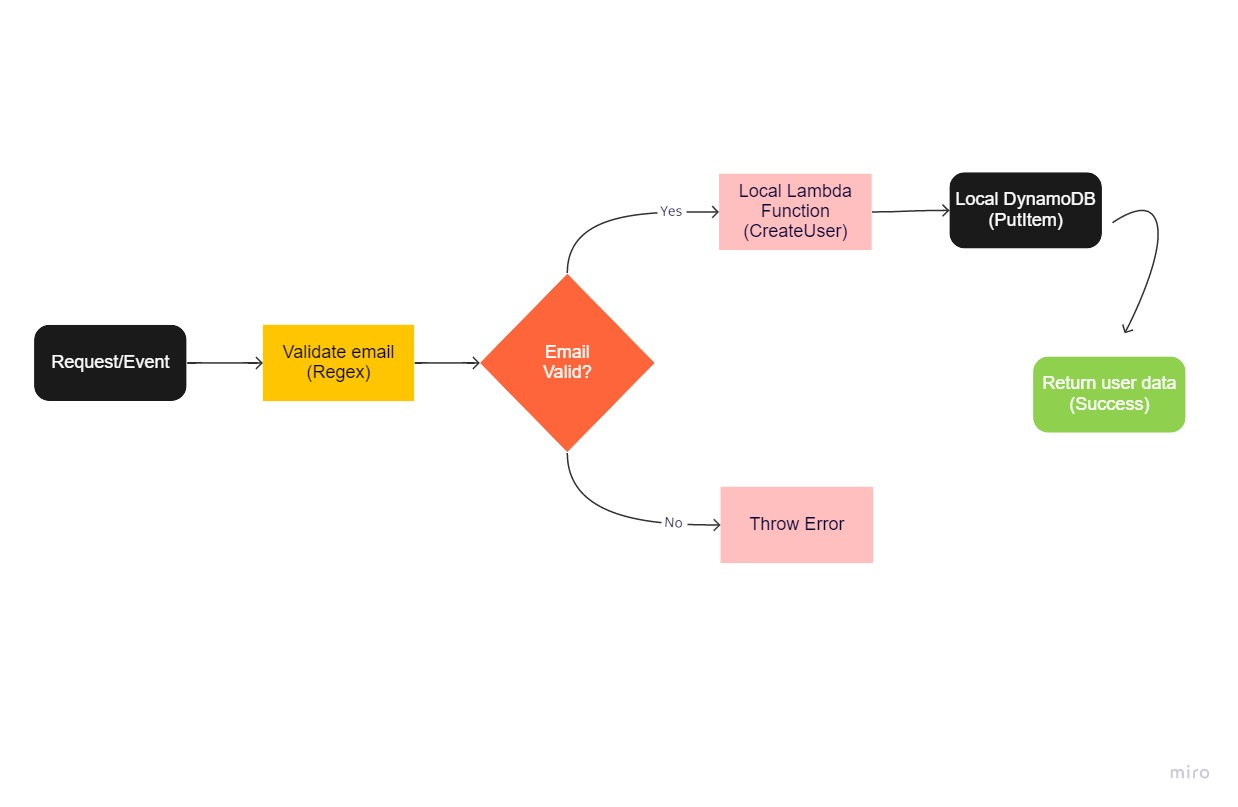 Request/Event
Validate email
(Regex)
Email
Valid?
Yes
Local Lambda
Function
(CreateUser)
Local DynamoDB
(PutItem)
Return user data
(Success)
No
Throw Error
miro